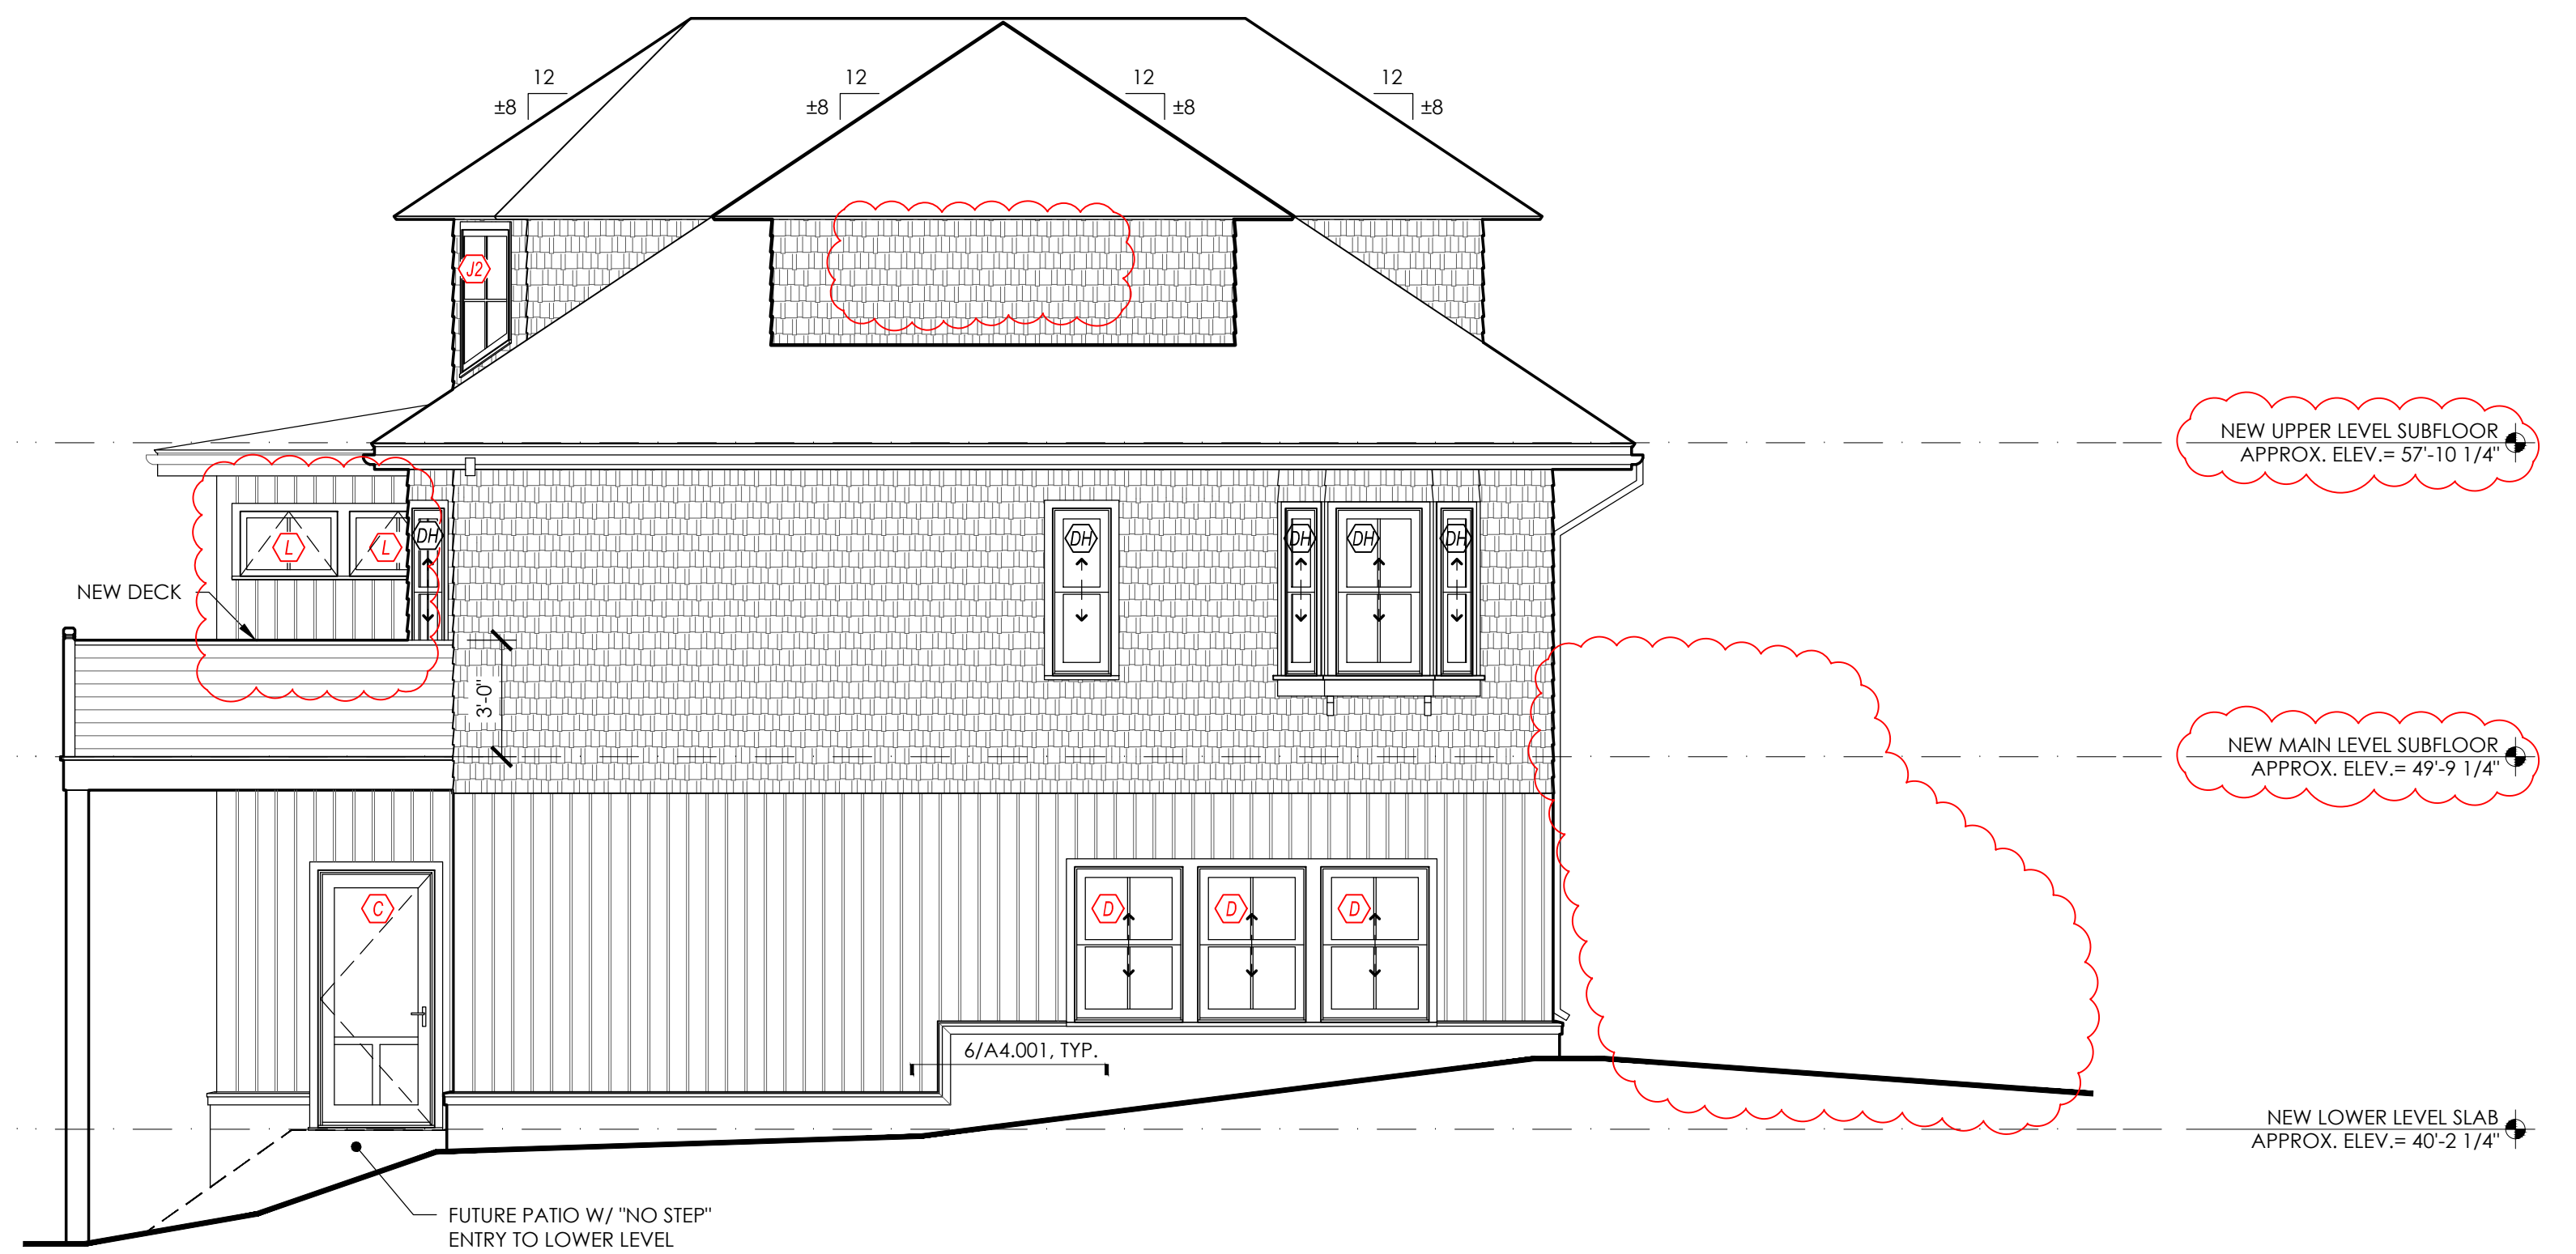 12
±8
12
±8
12
±8
12
±8
J2
NEW UPPER LEVEL SUBFLOOR
APPROX. ELEV.= 57'-10 1/4"
L
L
DH
DH
DH
DH
DH
NEW DECK
3'-0"
NEW MAIN LEVEL SUBFLOOR
APPROX. ELEV.= 49'-9 1/4"
C
D
D
D
6/A4.001, TYP.
NEW LOWER LEVEL SLAB
APPROX. ELEV.= 40'-2 1/4"
FUTURE PATIO W/ "NO STEP"
ENTRY TO LOWER LEVEL